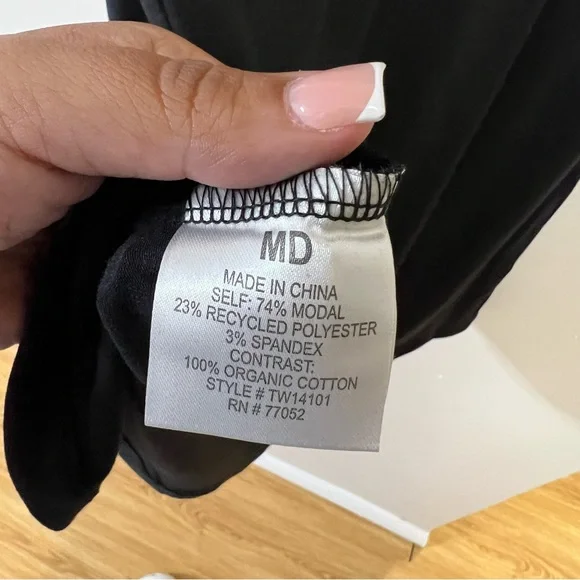 MD
MADE IN CHINA
SELF: 74% MODAL
23% RECYCLED POLYESTER
3% SPANDEX
CONTRAST:
100% ORGANIC COTTON
STYLE # TW14101
RN # 77052